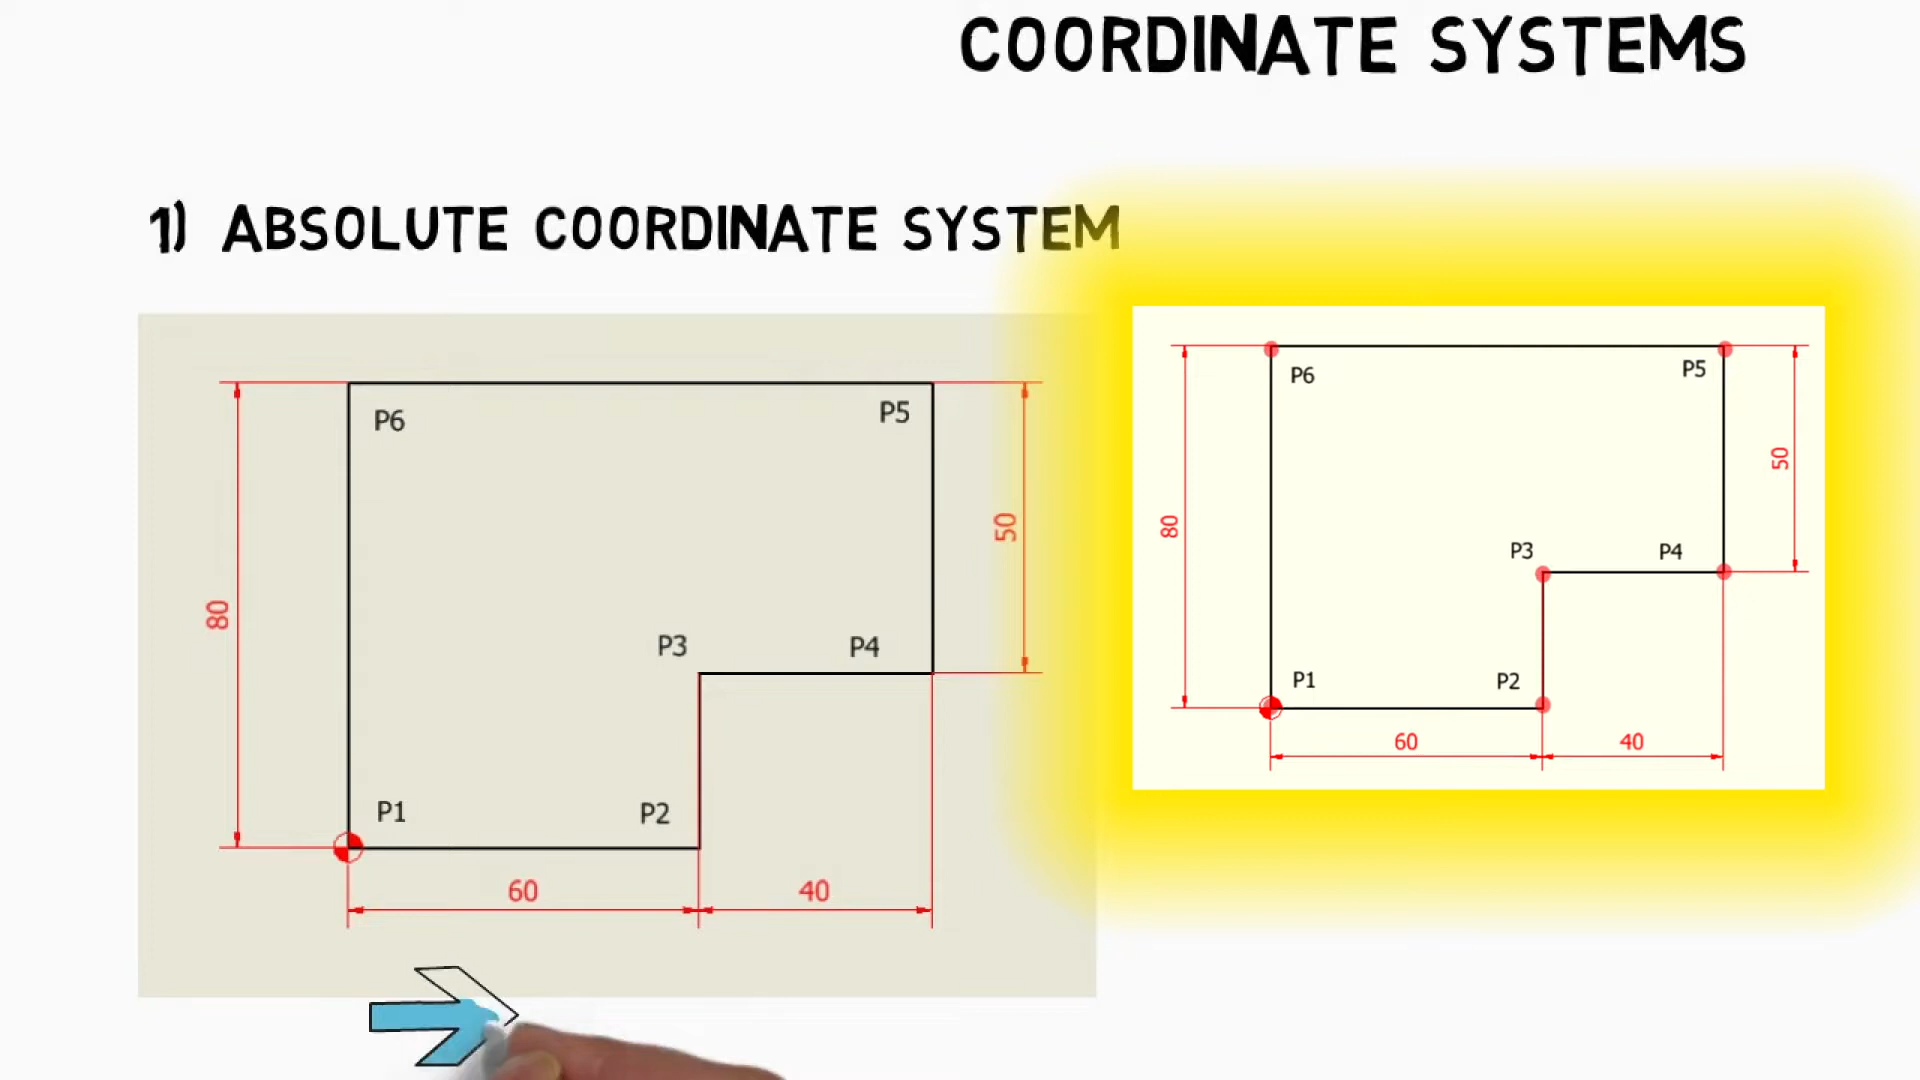 COORDINATE SYSTEMS
1) ABSOLUTE COORDINATE SYSTEM
P6
P5
50
80
P3
P4
P1
P2
60
40
P6
P5
50
80
P3
P4
P1
P2
60
40